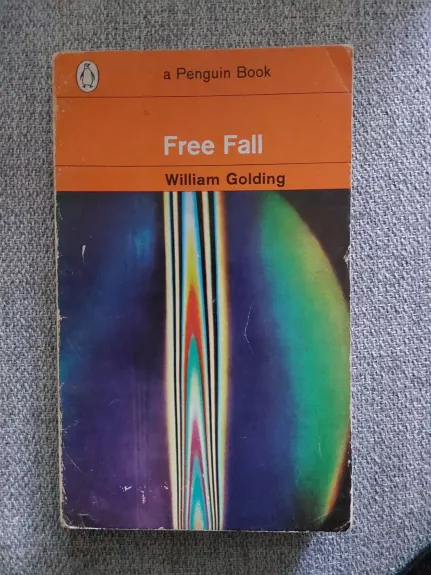 a Penguin Book
Free Fall
William Golding